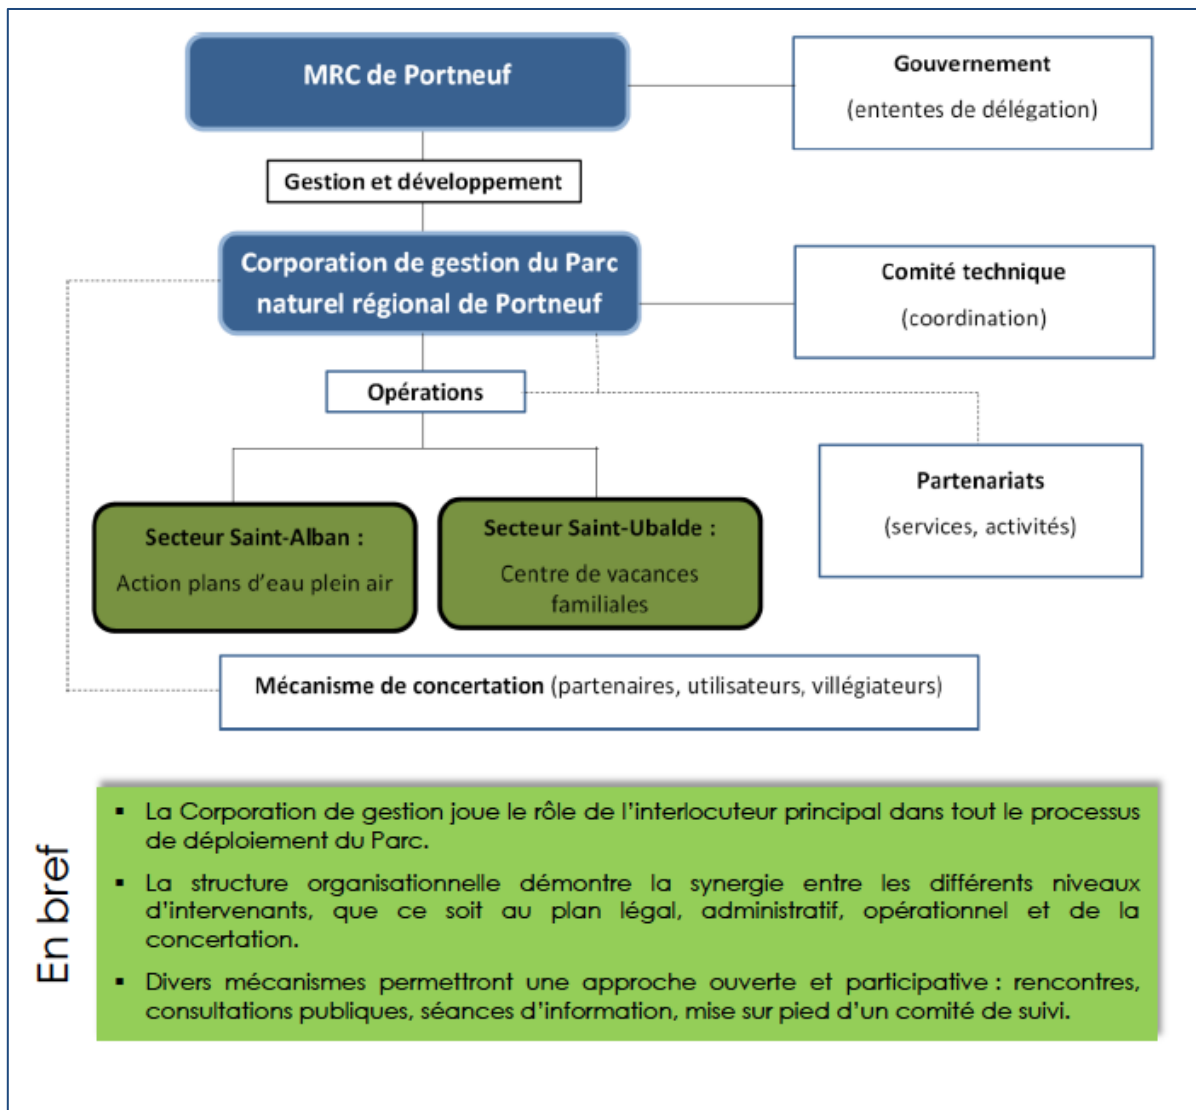 MRC de Portneuf
Gouvernement
(ententes de délégation)
Gestion et développement
Corporation de gestion du Parc
naturel régional de Portneuf
Comité technique
(coordination)
Opérations
Partenariats
(services, activités)
Secteur Saint-Alban :
Action plans d'eau plein air
Secteur Saint-Ubalde :
Centre de vacances
familiales
Mécanisme de concertation (partenaires, utilisateurs, villégiateurs)
En bref
▪ La Corporation de gestion joue le rôle de l'interlocuteur principal dans tout le processus
de déploiement du Parc.
▪ La structure organisationnelle démontre la synergie entre les différents niveaux
d'intervenants, que ce soit au plan légal, administratif, opérationnel et de la
concertation.
▪ Divers mécanismes permettront une approche ouverte et participative : rencontres,
consultations publiques, séances d'information, mise sur pied d'un comité de suivi.